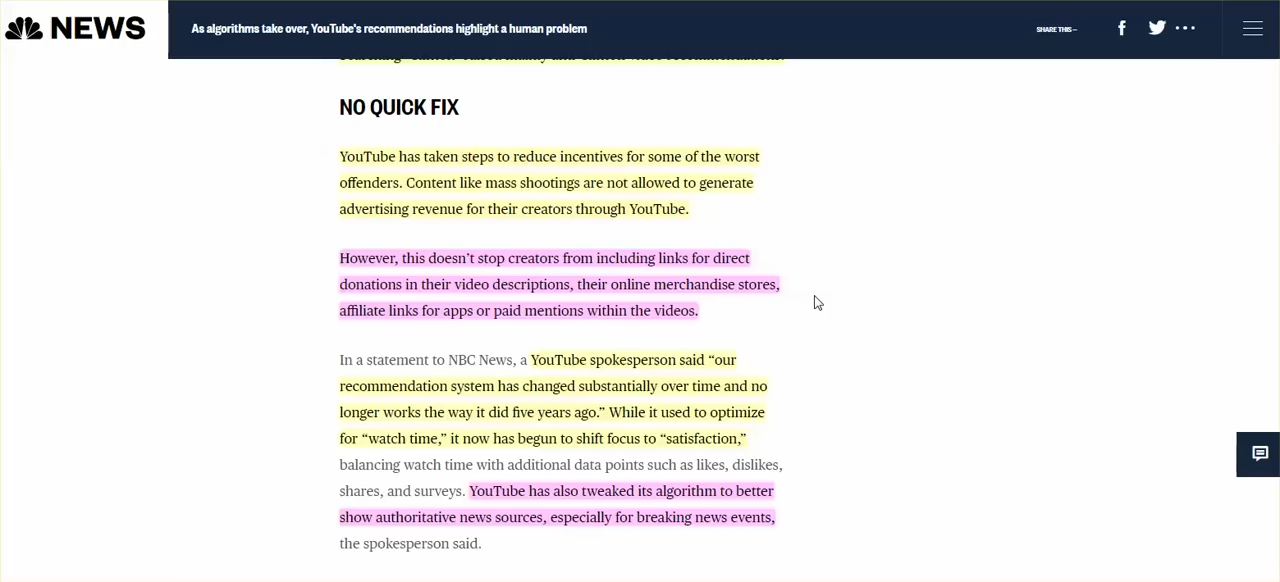 NEWS
As algorithms take over, YouTube's recommendations highlight a human problem
SHARE THIS —
NO QUICK FIX
YouTube has taken steps to reduce incentives for some of the worst
offenders. Content like mass shootings are not allowed to generate
advertising revenue for their creators through YouTube.
However, this doesn’t stop creators from including links for direct
donations in their video descriptions, their online merchandise stores,
affiliate links for apps or paid mentions within the videos.
In a statement to NBC News, a YouTube spokesperson said “our
recommendation system has changed substantially over time and no
longer works the way it did five years ago.” While it used to optimize
for “watch time,” it now has begun to shift focus to “satisfaction,”
balancing watch time with additional data points such as likes, dislikes,
shares, and surveys. YouTube has also tweaked its algorithm to better
show authoritative news sources, especially for breaking news events,
the spokesperson said.